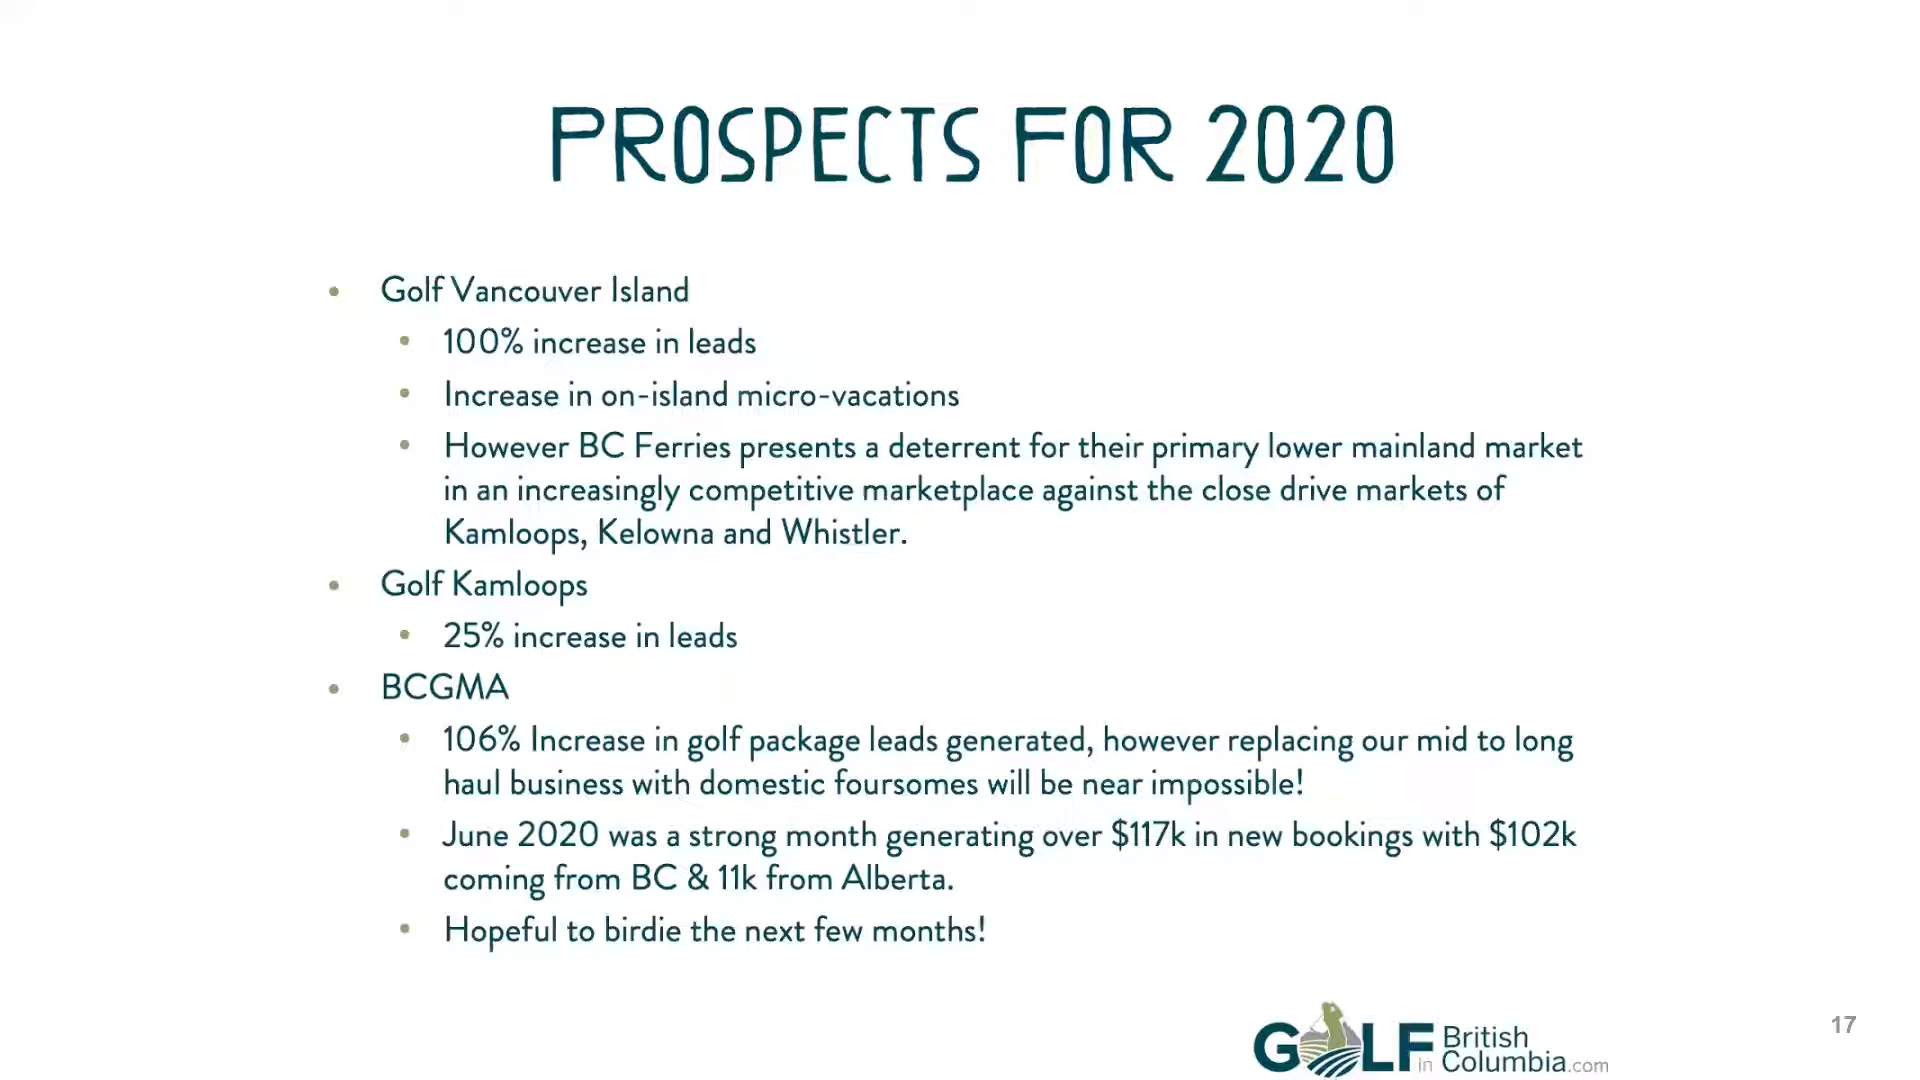 PROSPECTS FOR 2020
• Golf Vancouver Island
• 100% increase in leads
• Increase in on-island micro-vacations
• However BC Ferries presents a deterrent for their primary lower mainland market
in an increasingly competitive marketplace against the close drive markets of
Kamloops, Kelowna and Whistler.
• Golf Kamloops
• 25% increase in leads
• BCGMA
• 106% Increase in golf package leads generated, however replacing our mid to long
haul business with domestic foursomes will be near impossible!
• June 2020 was a strong month generating over $117k in new bookings with $102k
coming from BC & 11k from Alberta.
• Hopeful to birdie the next few months!
GOLF in British
Columbia.com
17